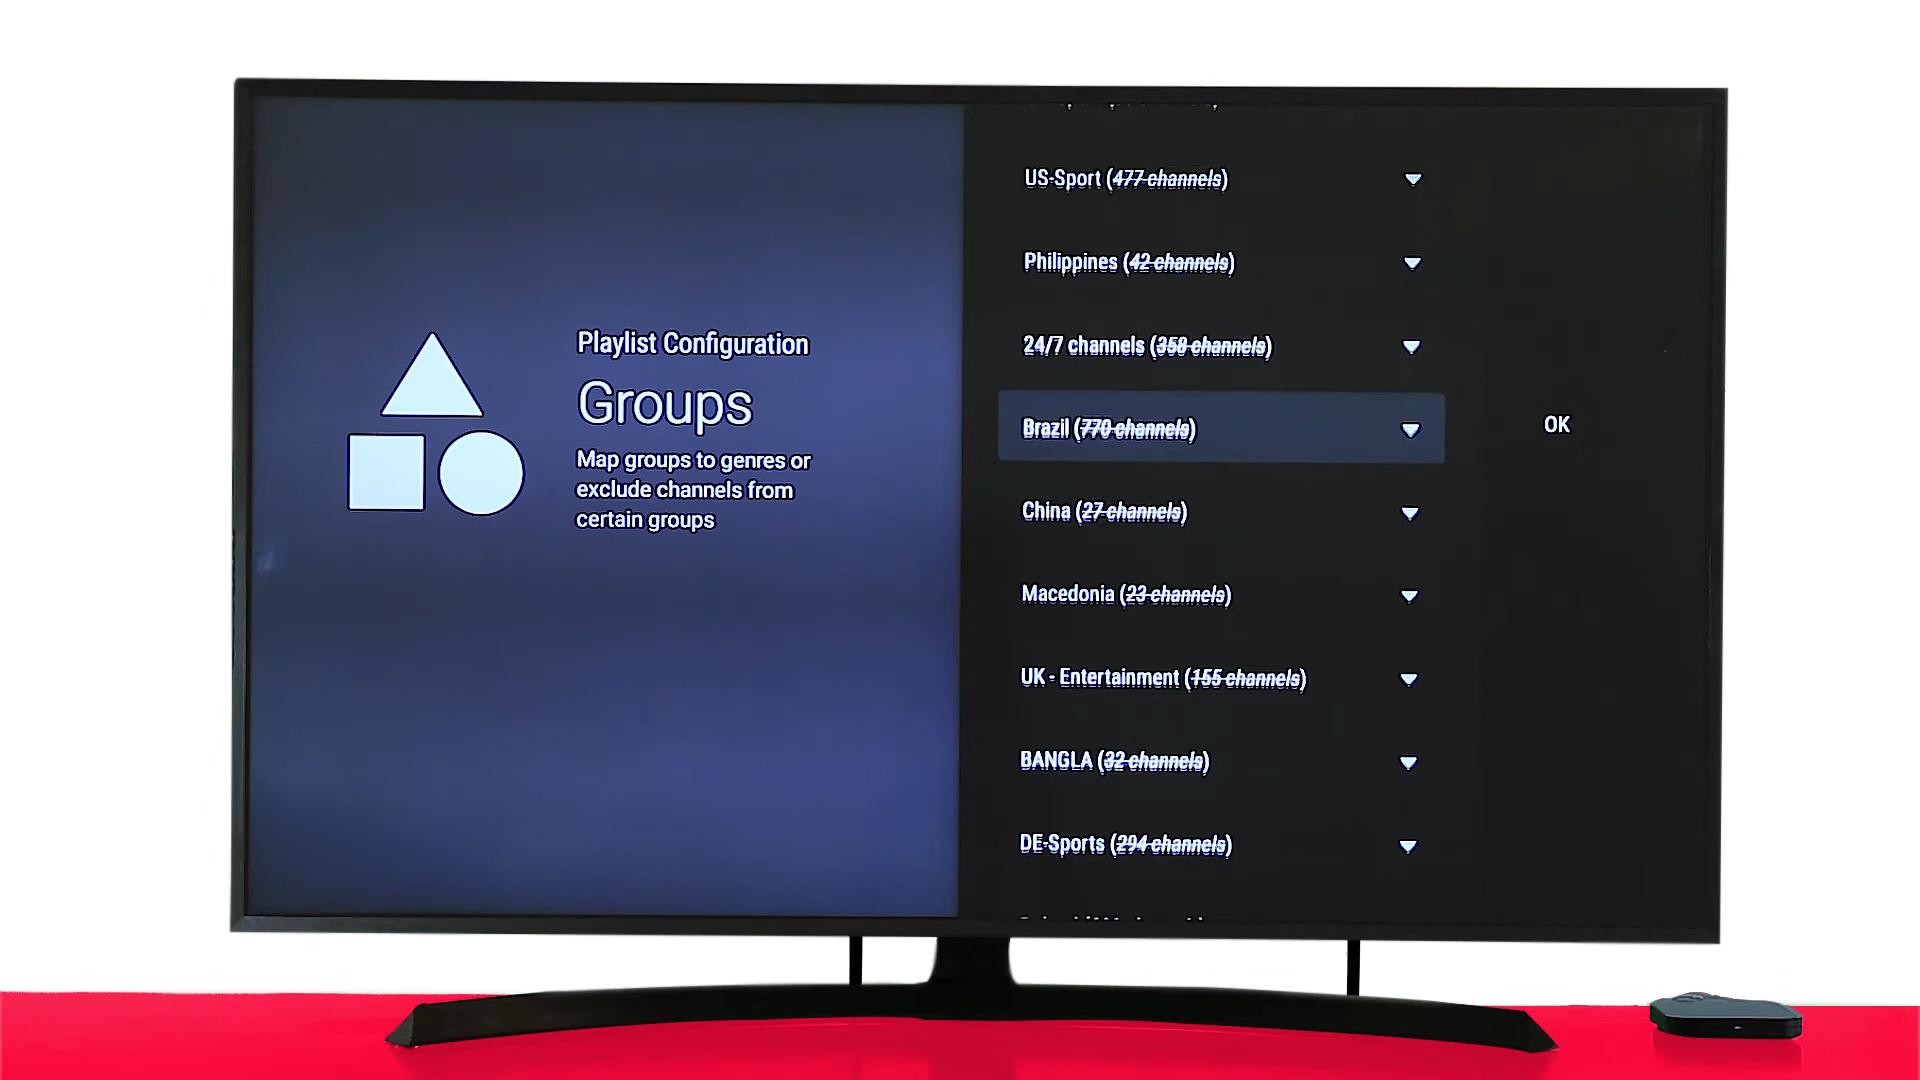 Playlist Configuration
Groups
Map groups to genres or
exclude channels from
certain groups
US-Sport (477 channels)
Philippines (42 channels)
24/7 channels (358 channels)
Brazil (770 channels)
OK
China (27 channels)
Macedonia (23 channels)
UK - Entertainment (155 channels)
BANGLA (32 channels)
DE-Sports (294 channels)